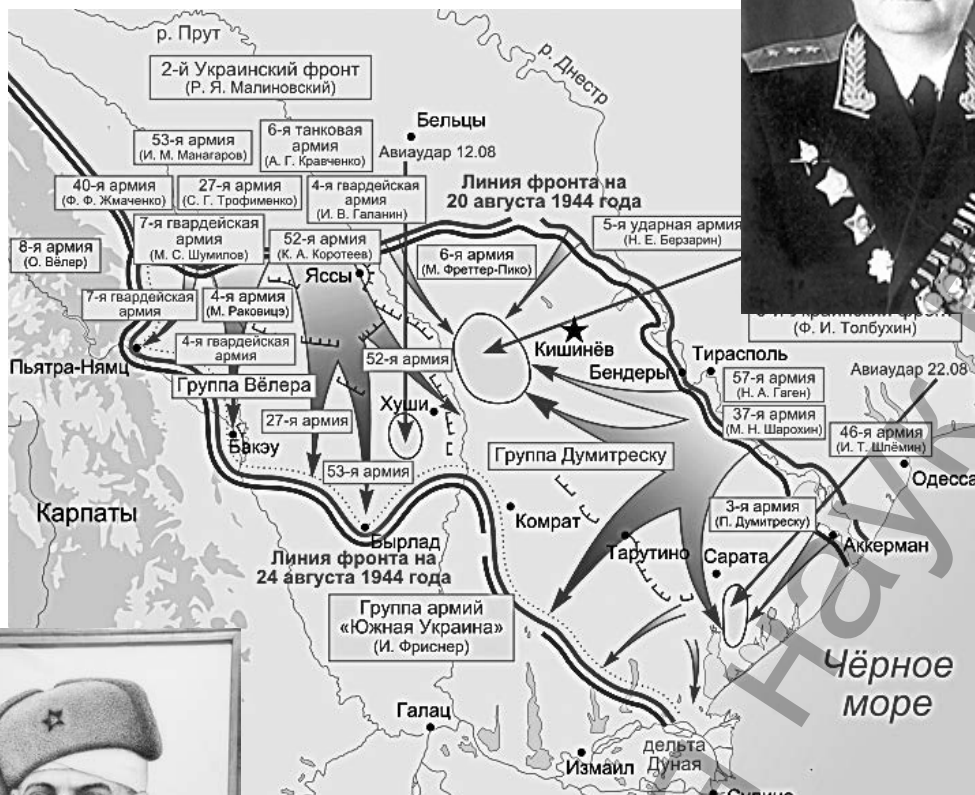 р. Прут
р. Днестр
2-й Украинский фронт
(Р. Я. Малиновский)
53-я армия
(И. М. Манагаров)
6-я танковая
армия
(А. Г. Кравченко)
Бельцы
Авиаудар 12.08
40-я армия
(Ф. Ф. Жмаченко)
27-я армия
(С. Г. Трофименко)
4-я гвардейская
армия
(И. В. Галанин)
Линия фронта на
20 августа 1944 года
7-я гвардейская
армия
(М. С. Шумилов)
52-я армия
(К. А. Коротеев)
5-я ударная армия
(Н. Е. Берзарин)
8-я армия
(О. Вёлер)
6-я армия
(М. Фреттер-Пико)
Яссы
7-я гвардейская
армия
4-я армия
(М. Раковицэ)
(Ф. И. Толбухин)
4-я гвардейская
армия
Кишинёв
52-я армия
Пьятра-Нямц
Бендеры
Тирасполь
Авиаудар 22.08
Группа Вёлера
57-я армия
(Н. А. Гаген)
Хуши
27-я армия
37-я армия
(М. Н. Шарохин)
46-я армия
(И. Т. Шлёмин)
Бакэу
Группа Думитреску
53-я армия
Одесса
Карпаты
Комрат
3-я армия
(П. Думитреску)
Бырлад
Тарутино
Сарата
Аккерман
Линия фронта на
24 августа 1944 года
Группа армий
«Южная Украина»
(И. Фриснер)
Чёрное
море
Галац
дельта
Дуная
Измаил
наук